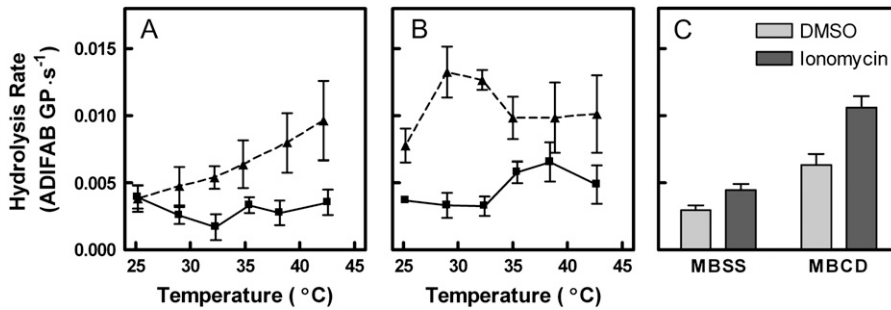 A
B
C
DMSO
Ionomycin
Hydrolysis Rate
(ADIFAB GP·s⁻¹)
0.015
0.010
0.005
0.000
25 30 35 40 45
25 30 35 40 45
MBSS MBCD
Temperature ( °C)
Temperature ( °C)